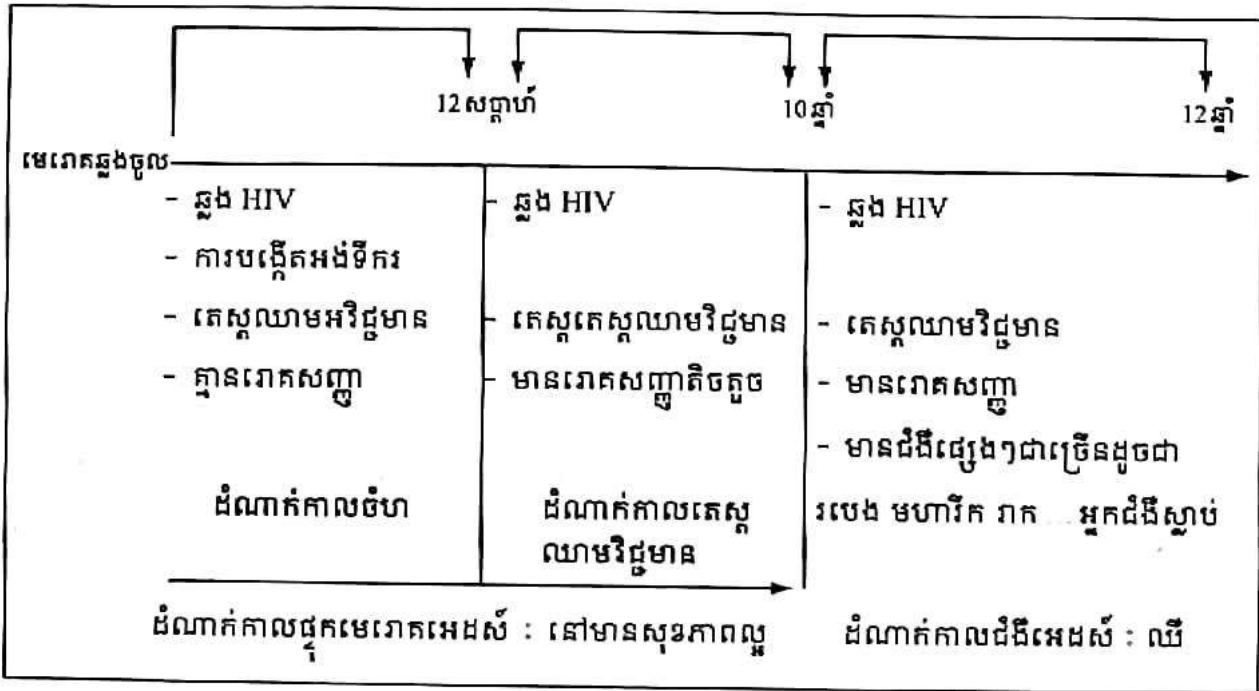 12សប្តាហ៍ 10ឆ្នាំ 12ឆ្នាំ
មេរោគឆ្លងចូល
- ឆ្លង HIV - ឆ្លង HIV - ឆ្លង HIV
- ការបង្កើតអង់ទីករ
- តេស្តឈាមអវិជ្ជមាន - តេស្តតេស្តឈាមវិជ្ជមាន - តេស្តឈាមវិជ្ជមាន
- គ្មានរោគសញ្ញា - មានរោគសញ្ញាតិចតួច - មានរោគសញ្ញា
- មានជំងឺផ្សេងៗជាច្រើនដូចជា
ដំណាក់កាលចំហ ដំណាក់កាលតេស្ត របេង មហារីក រាក ... អ្នកជំងឺស្លាប់
ឈាមវិជ្ជមាន
ដំណាក់កាលផ្ទុកមេរោគអេដស៍ : នៅមានសុខភាពល្អ ដំណាក់កាលជំងឺអេដស៍ : ឈឺ